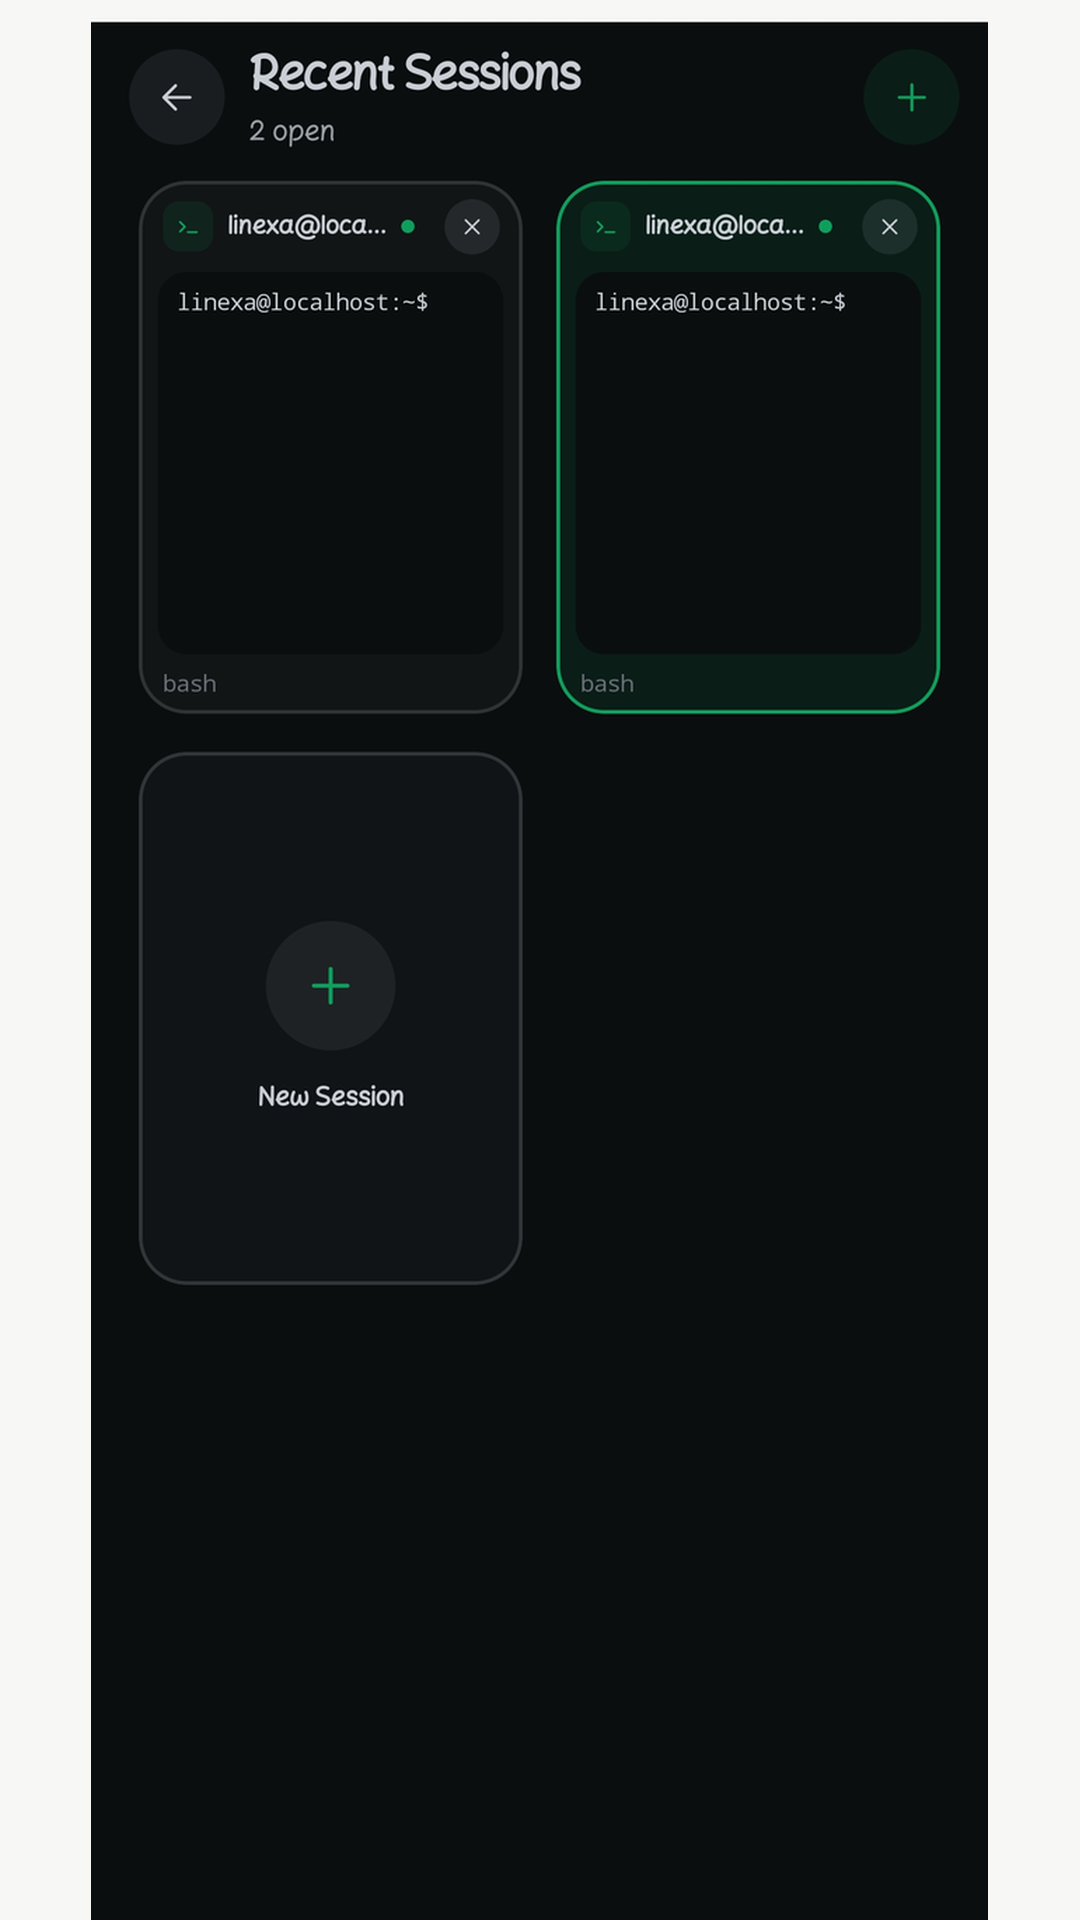 Recent Sessions
2 open
linexa@loca...
linexa@localhost:~$
bash
linexa@loca...
linexa@localhost:~$
bash
New Session